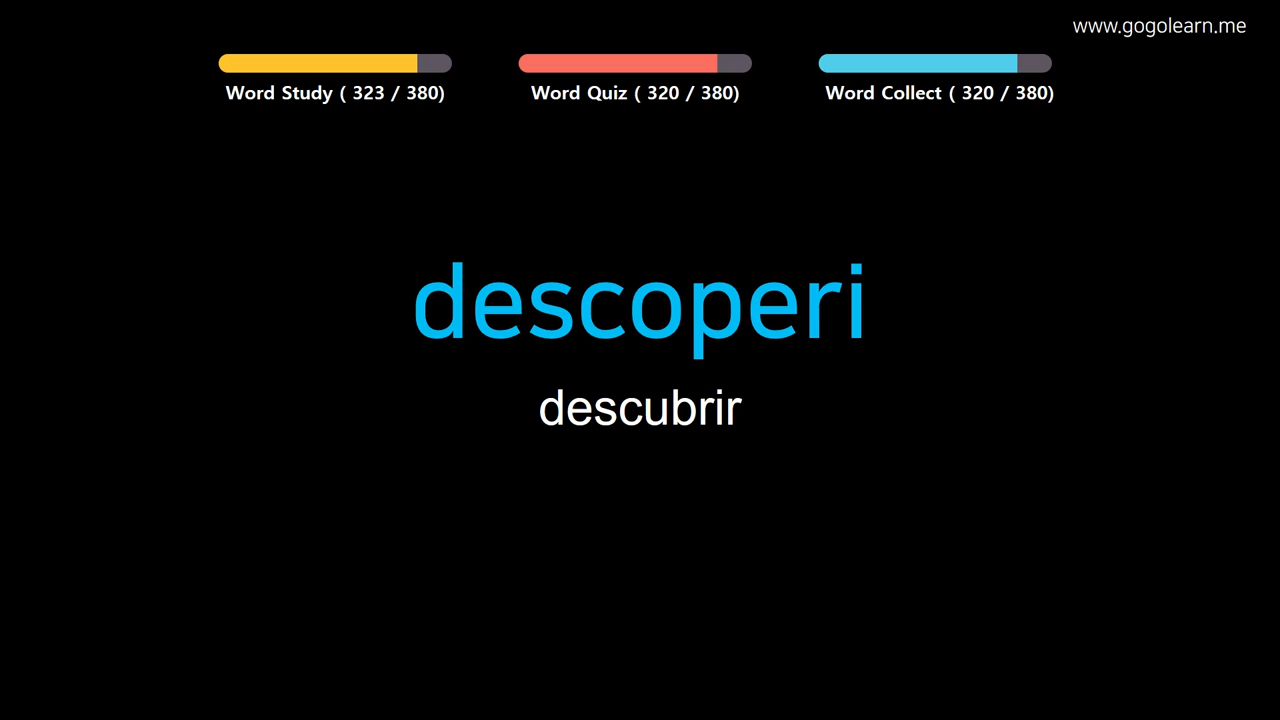 www.gogolearn.me
Word Study ( 323 / 380)
Word Quiz ( 320 / 380)
Word Collect ( 320 / 380)
descoperi
descubrir